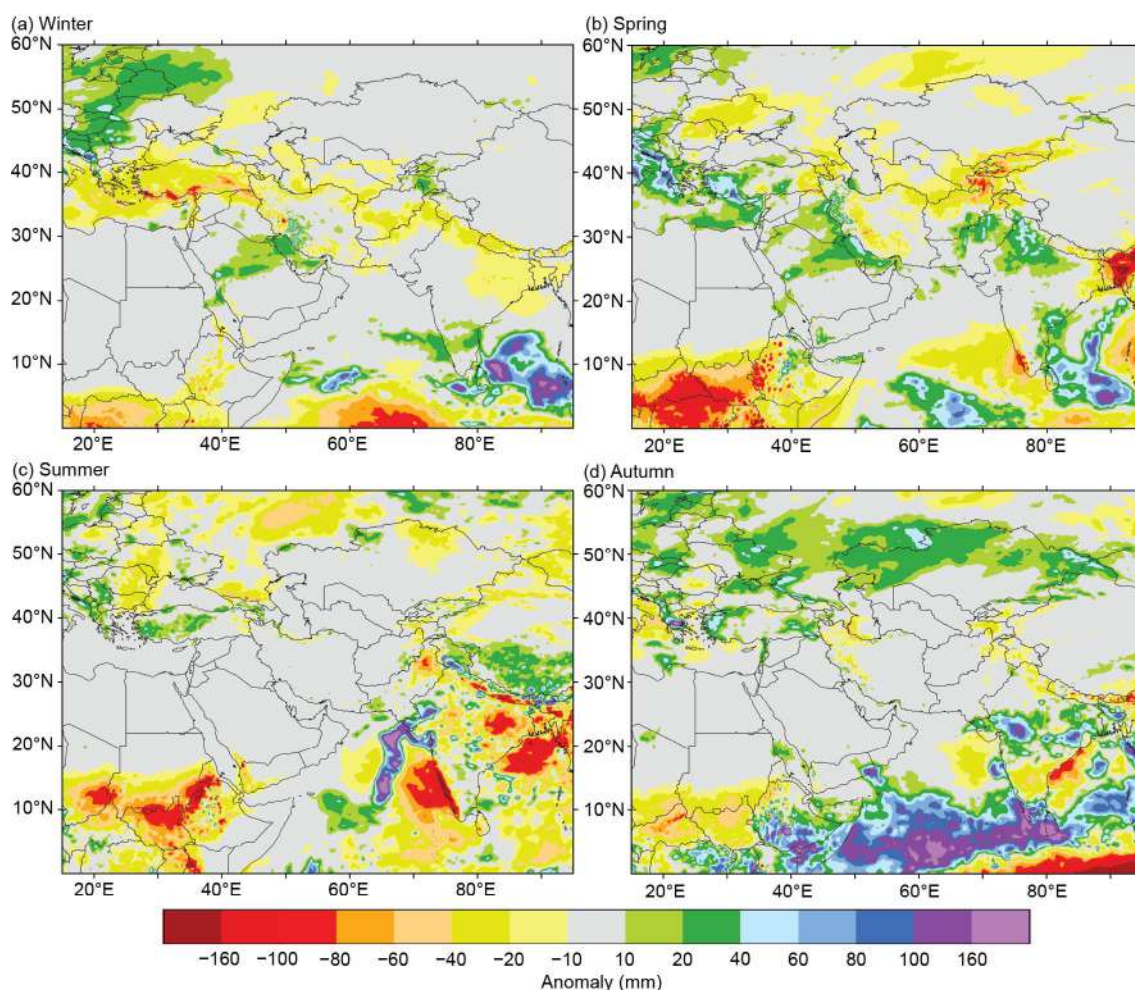 (a) Winter
(b) Spring
60°N
50°N
40°N
30°N
20°N
10°N
20°E 40°E 60°E 80°E
60°N
50°N
40°N
30°N
20°N
10°N
20°E 40°E 60°E 80°E
(c) Summer
(d) Autumn
60°N
50°N
40°N
30°N
20°N
10°N
20°E 40°E 60°E 80°E
60°N
50°N
40°N
30°N
20°N
10°N
20°E 40°E 60°E 80°E
−160 −100 −80 −60 −40 −20 −10 10 20 40 60 80 100 160
Anomaly (mm)